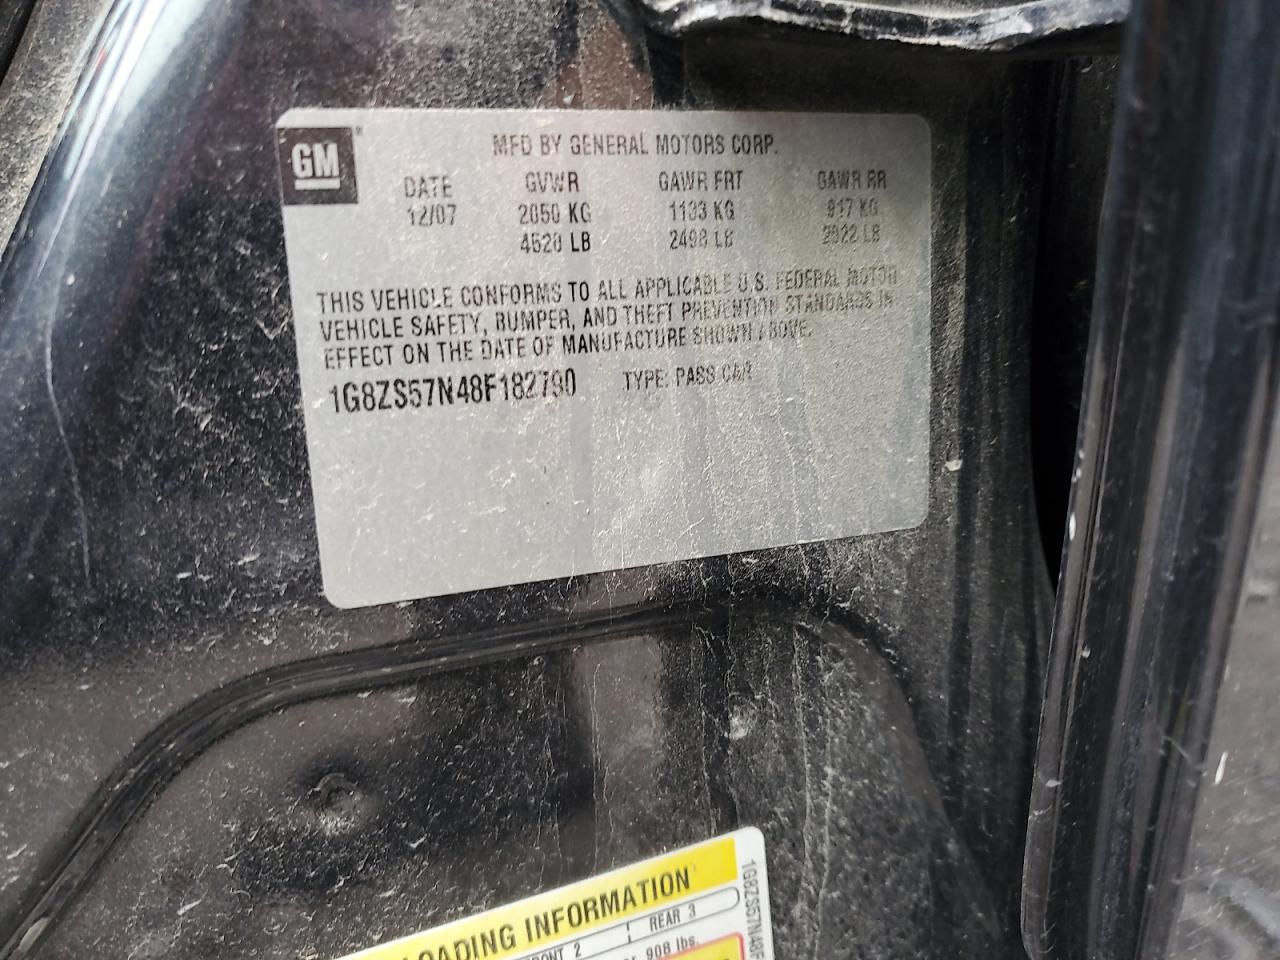 GM
MFD BY GENERAL MOTORS CORP.
DATE GVWR GAWR FRT GAWR RR
12/07 2050 KG 1133 KG 917 KG
4520 LB 2498 LB 2022 LB
THIS VEHICLE CONFORMS TO ALL APPLICABLE U.S. FEDERAL MOTOR
VEHICLE SAFETY, BUMPER, AND THEFT PREVENTION STANDARDS IN
EFFECT ON THE DATE OF MANUFACTURE SHOWN ABOVE.
1G8ZS57N48F182790 TYPE: PASS CAR
LOADING INFORMATION
FRONT 2 REAR 3
908 lbs.
1G8ZS57N48F